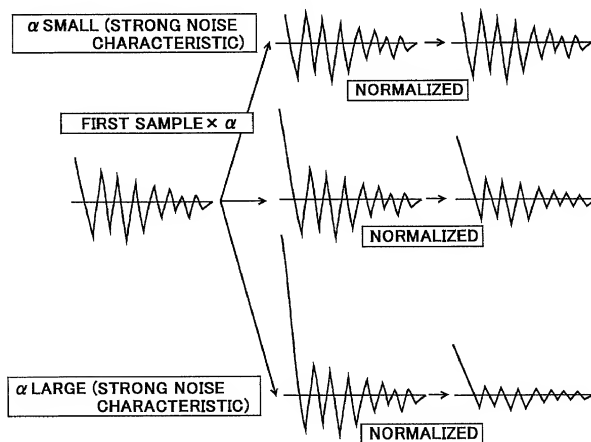 α SMALL (STRONG NOISE
CHARACTERISTIC)
NORMALIZED
FIRST SAMPLE × α
NORMALIZED
α LARGE (STRONG NOISE
CHARACTERISTIC)
NORMALIZED